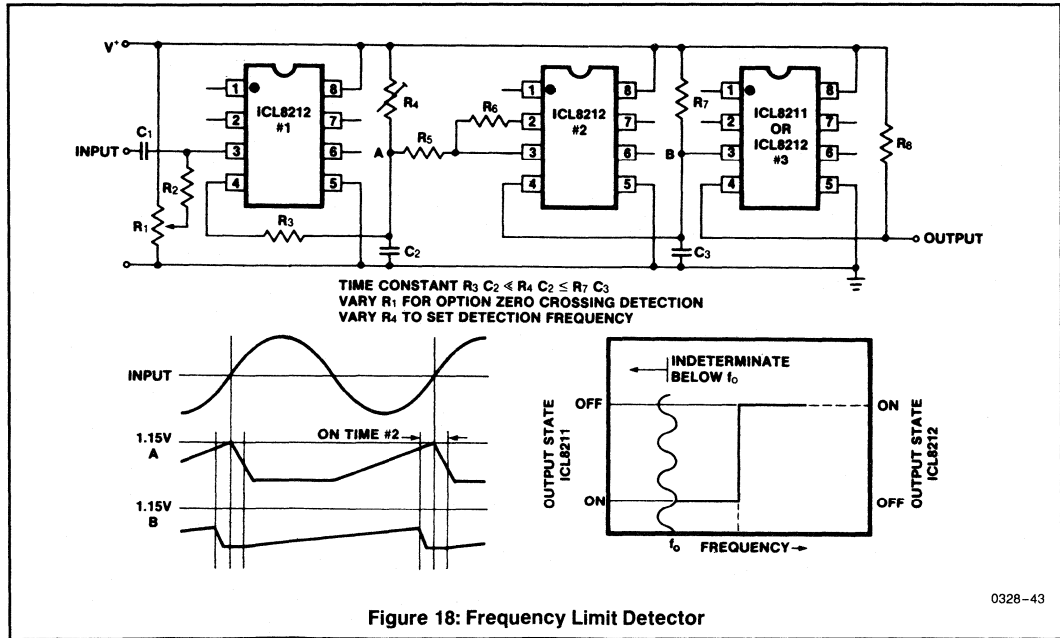 V+
1
2
3
4
8
7
6
5
ICL8212
#1
R4
R6
1
2
3
4
8
7
6
5
ICL8212
#2
R7
1
2
3
4
8
7
6
5
ICL8211
OR
ICL8212
#3
R8
C1
INPUT
R2
R1
R3
A
R5
C2
B
C3
OUTPUT
TIME CONSTANT R3 C2 ≪ R4 C2 ≤ R7 C3
VARY R1 FOR OPTION ZERO CROSSING DETECTION
VARY R4 TO SET DETECTION FREQUENCY
INPUT
1.15V
A
ON TIME #2
1.15V
B
INDETERMINATE
BELOW fo
OFF
ON
OUTPUT STATE
ICL8211
ON
OFF
OUTPUT STATE
ICL8212
fo
FREQUENCY→
0328-43
Figure 18: Frequency Limit Detector